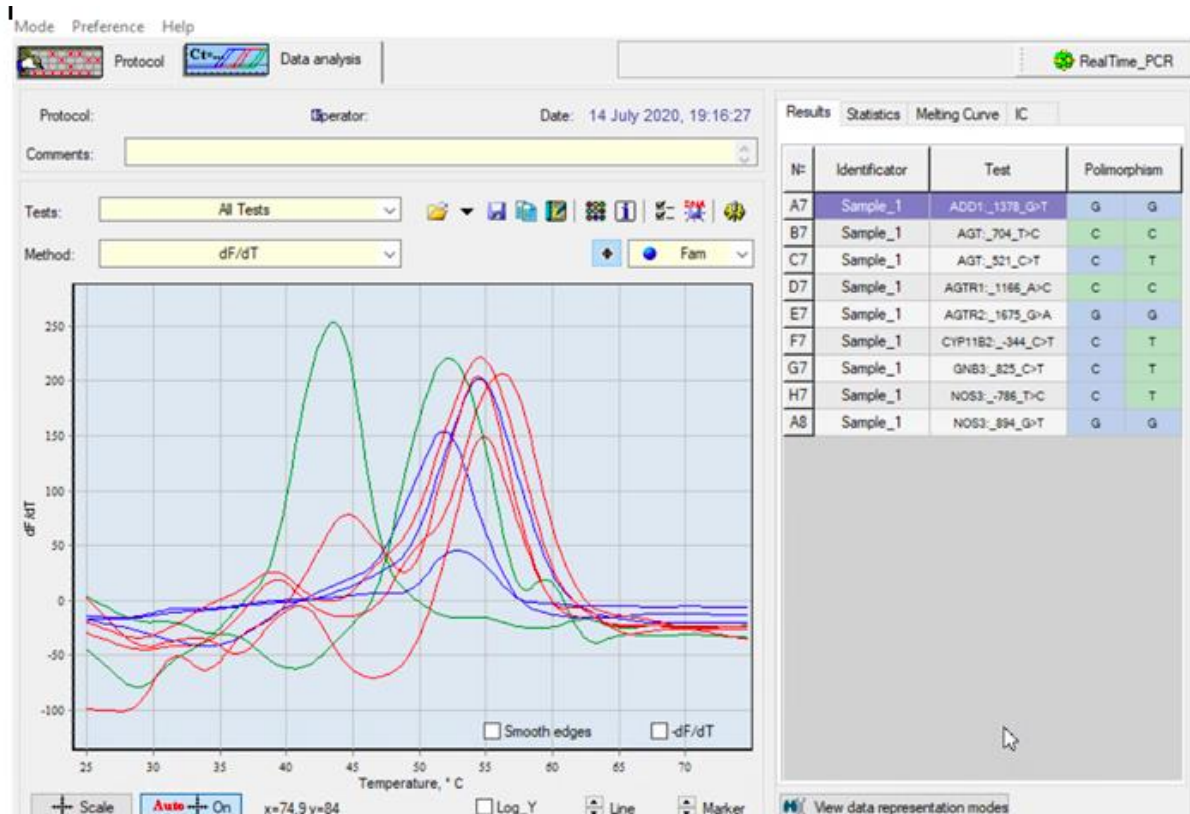 Mode Preference Help
Protocol Ct=... Data analysis RealTime_PCR
Protocol: Operator: Date: 14 July 2020, 19:16:27
Comments:
Tests: All Tests
Method: dF/dT Fam
dF/dT
250
200
150
100
50
0
-50
-100
25 30 35 40 45 50 55 60 65 70
Temperature, °C
Smooth edges -dF/dT
Scale Auto On x=74.9 y=84 Log_Y Line Marker
Results Statistics Melting Curve IC
N= Identificator Test Polimorphism
A7 Sample_1 ADD1:_1378_G>T G G
B7 Sample_1 AGT:_704_T>C C C
C7 Sample_1 AGT:_521_C>T C T
D7 Sample_1 AGTR1:_1166_A>C C C
E7 Sample_1 AGTR2:_1675_G>A G G
F7 Sample_1 CYP11B2:_-344_C>T C T
G7 Sample_1 GNB3:_825_C>T C T
H7 Sample_1 NOS3:_-786_T>C C T
A8 Sample_1 NOS3:_894_G>T G G
View data representation modes